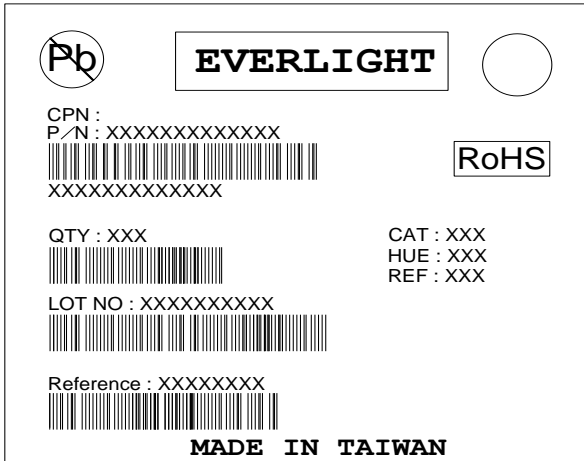 Pb
EVERLIGHT
CPN :
P/N : XXXXXXXXXXXXX
RoHS
XXXXXXXXXXXXX
QTY : XXX
CAT : XXX
HUE : XXX
REF : XXX
LOT NO : XXXXXXXXXX
Reference : XXXXXXXX
MADE IN TAIWAN